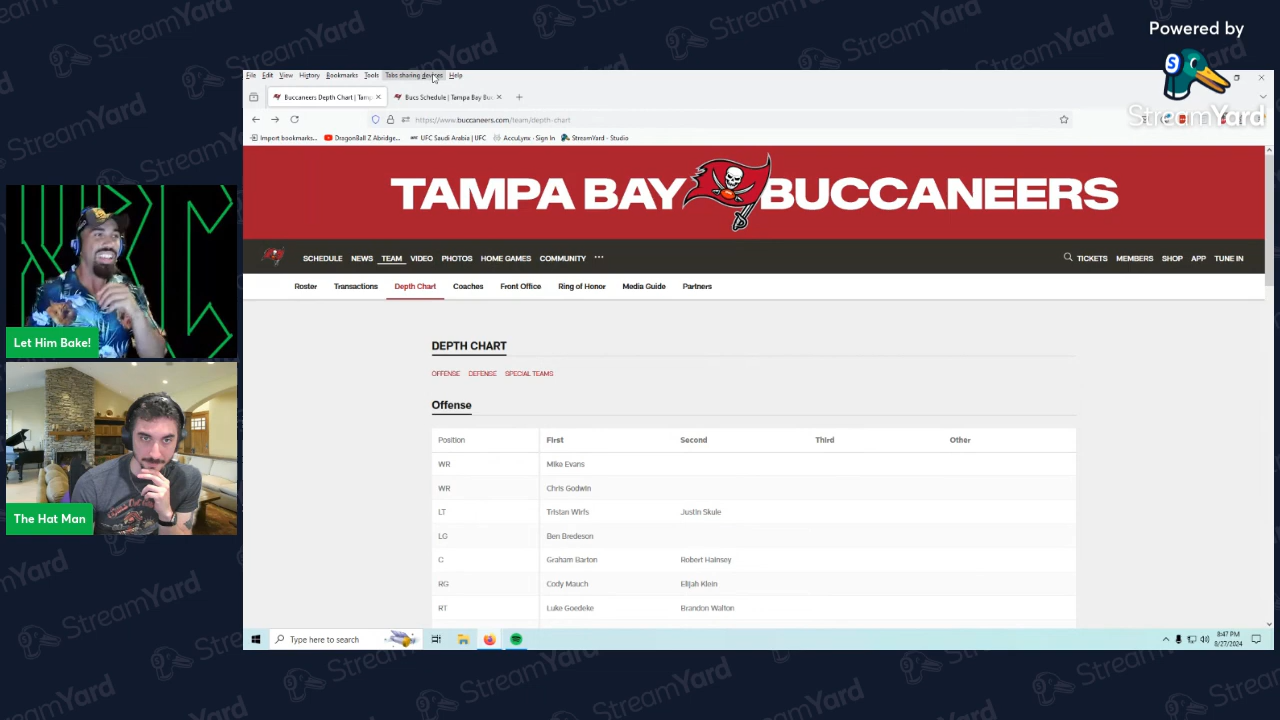 Powered by
StreamYard
File Edit View History Bookmarks Tools Tabs sharing devices Help
Buccaneers Depth Chart | Tamp
Bucs Schedule | Tampa Bay Buc
https://www.buccaneers.com/team/depth-chart
Import bookmarks... DragonBall Z Abridge... UFC Saudi Arabia | UFC AccuLynx - Sign In StreamYard - Studio
TAMPA BAY BUCCANEERS
SCHEDULE NEWS TEAM VIDEO PHOTOS HOME GAMES COMMUNITY ... TICKETS MEMBERS SHOP APP TUNE IN
Roster Transactions Depth Chart Coaches Front Office Ring of Honor Media Guide Partners
DEPTH CHART
OFFENSE DEFENSE SPECIAL TEAMS
Offense
Position First Second Third Other
WR Mike Evans
WR Chris Godwin
LT Tristan Wirfs Justin Skule
LG Ben Bredeson
C Graham Barton Robert Hainsey
RG Cody Mauch Elijah Klein
RT Luke Goedeke Brandon Walton
Type here to search
8:47 PM
8/27/2024
Let Him Bake!
The Hat Man